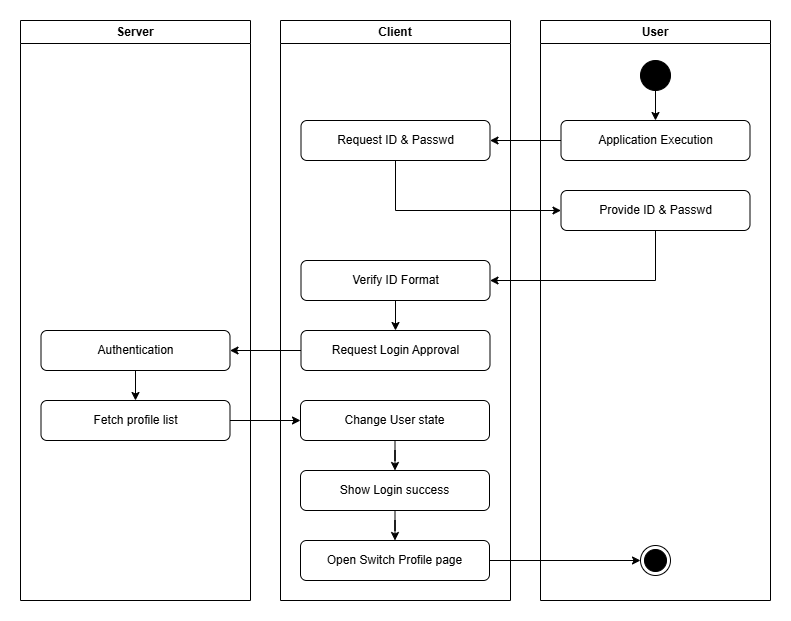 Server
Client
User
Application Execution
Request ID & Passwd
Provide ID & Passwd
Verify ID Format
Request Login Approval
Authentication
Fetch profile list
Change User state
Show Login success
Open Switch Profile page